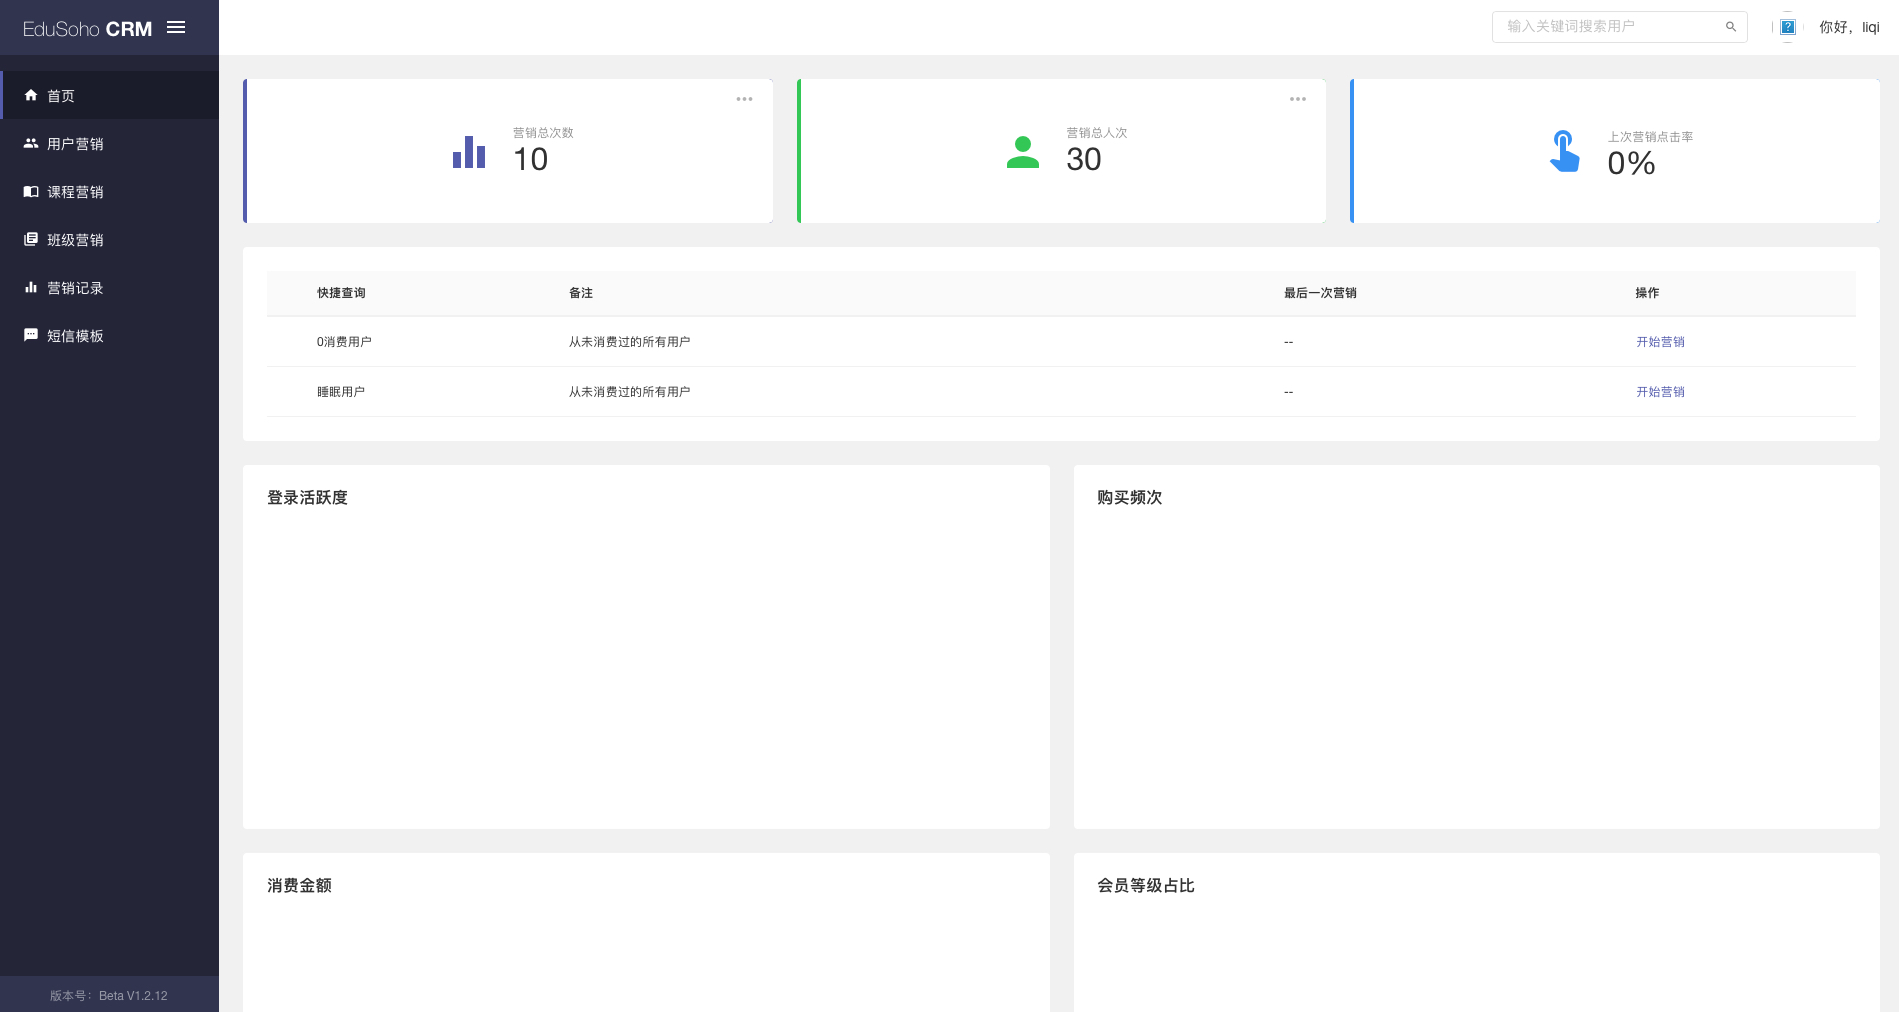 EduSoho CRM
输入关键词搜索用户
你好，liqi
首页
用户营销
课程营销
班级营销
营销记录
短信模板
营销总次数
10
营销总人次
30
上次营销点击率
0%
快捷查询 备注 最后一次营销 操作
0消费用户 从未消费过的所有用户 -- 开始营销
睡眠用户 从未消费过的所有用户 -- 开始营销
登录活跃度
购买频次
消费金额
会员等级占比
版本号：Beta V1.2.12